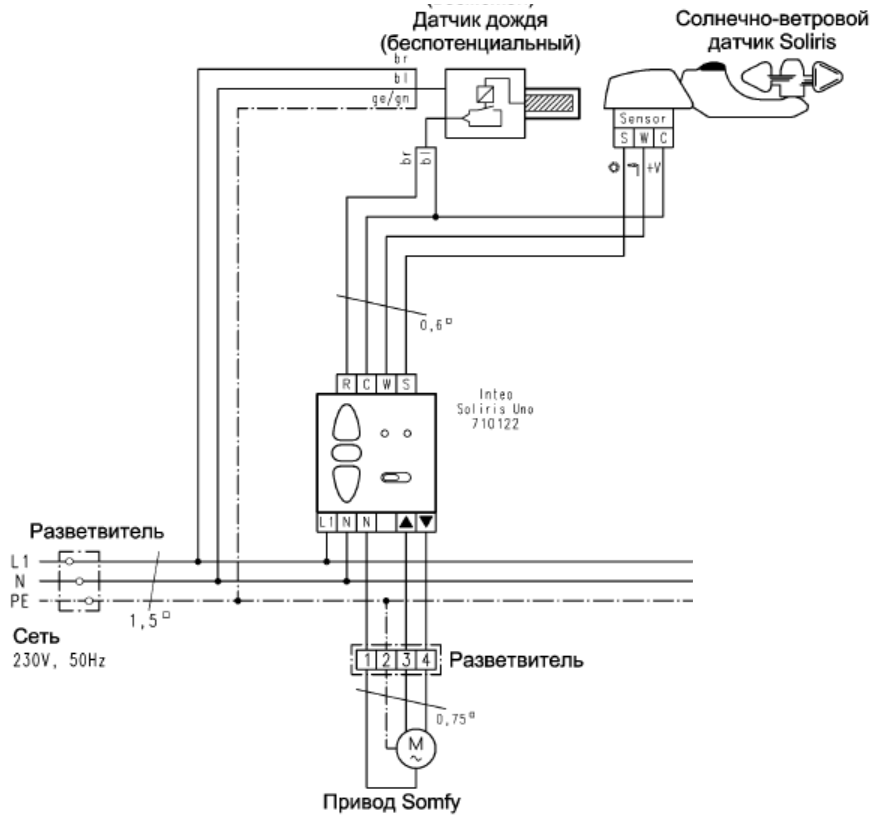 Датчик дождя
(беспотенциальный)
Солнечно-ветровой
датчик Soliris
br
bl
ge/gn
Sensor
S W C
br
bl
+V
0,6
R C W S
Inteo
Soliris Uno
710122
L1 N N ▲ ▼
Разветвитель
L1
N
PE
1,5
Сеть
230V, 50Hz
1 2 3 4
Разветвитель
0,75
M
~
Привод Somfy